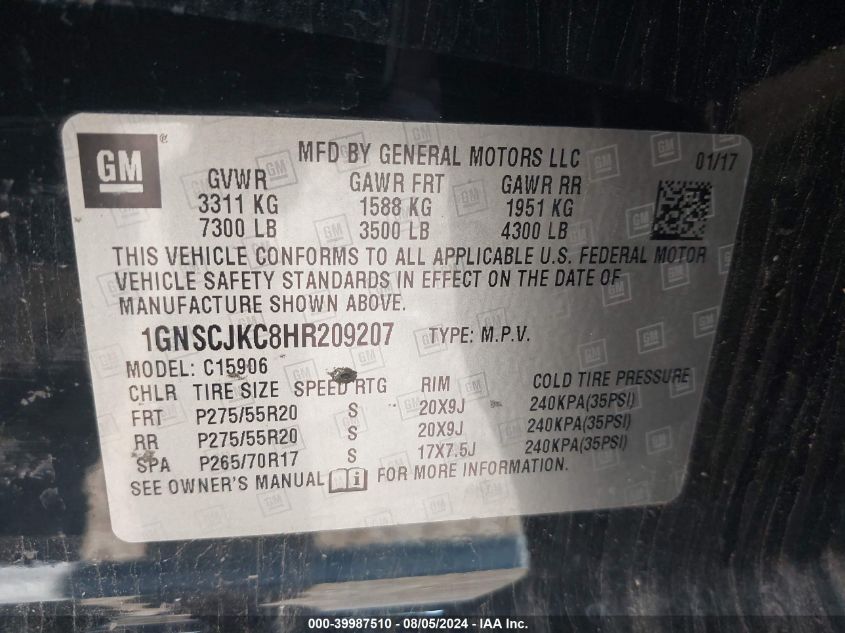 GM ®
MFD BY GENERAL MOTORS LLC 01/17
GVWR GAWR FRT GAWR RR
3311 KG 1588 KG 1951 KG
7300 LB 3500 LB 4300 LB
THIS VEHICLE CONFORMS TO ALL APPLICABLE U.S. FEDERAL MOTOR
VEHICLE SAFETY STANDARDS IN EFFECT ON THE DATE OF
MANUFACTURE SHOWN ABOVE.
1GNSCJKC8HR209207 TYPE: M.P.V.
MODEL: C15906
CHLR TIRE SIZE SPEED RTG RIM COLD TIRE PRESSURE
FRT P275/55R20 S 20X9J 240KPA(35PSI)
RR P275/55R20 S 20X9J 240KPA(35PSI)
SPA P265/70R17 S 17X7.5J 240KPA(35PSI)
SEE OWNER'S MANUAL i FOR MORE INFORMATION.
000-39987510 - 08/05/2024 - IAA Inc.